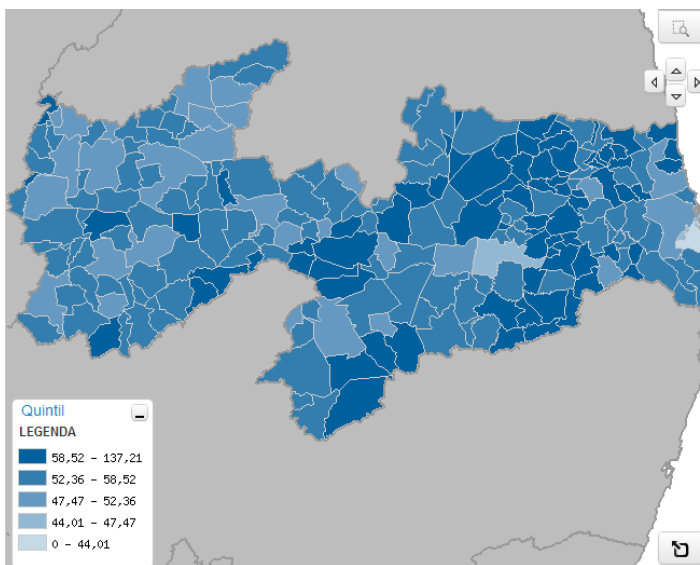 Quintil
LEGENDA
58,52 - 137,21
52,36 - 58,52
47,47 - 52,36
44,01 - 47,47
0 - 44,01